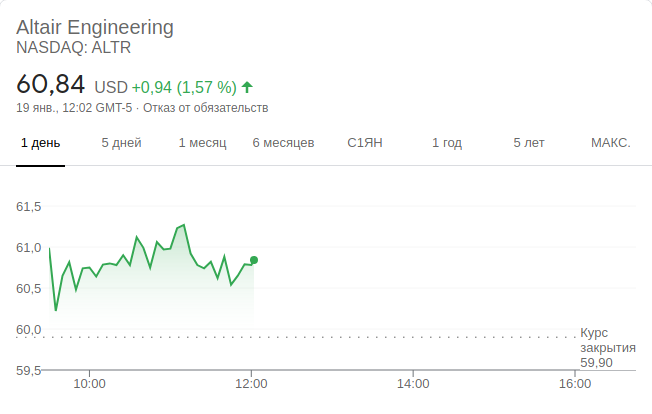 Altair Engineering
NASDAQ: ALTR
60,84 USD +0,94 (1,57 %)
19 янв., 12:02 GMT-5 · Отказ от обязательств
1 день 5 дней 1 месяц 6 месяцев С1ЯН 1 год 5 лет МАКС.
61,5
61,0
60,5
60,0
Курс
закрытия
59,90
59,5
10:00 12:00 14:00 16:00